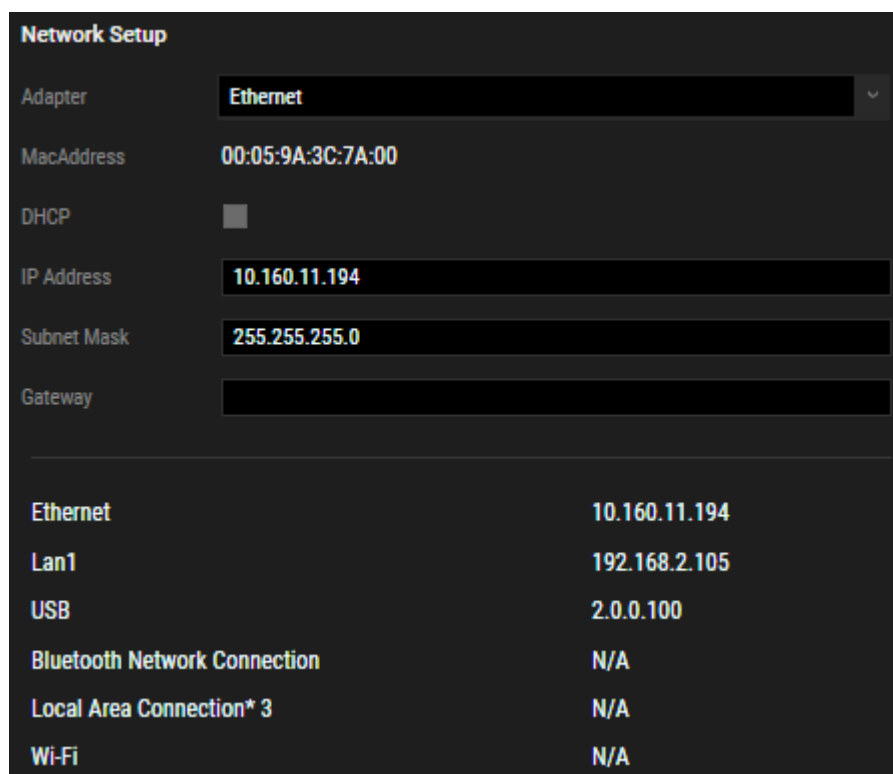 Network Setup
Adapter Ethernet
MacAddress 00:05:9A:3C:7A:00
DHCP
IP Address 10.160.11.194
Subnet Mask 255.255.255.0
Gateway
Ethernet 10.160.11.194
Lan1 192.168.2.105
USB 2.0.0.100
Bluetooth Network Connection N/A
Local Area Connection* 3 N/A
Wi-Fi N/A